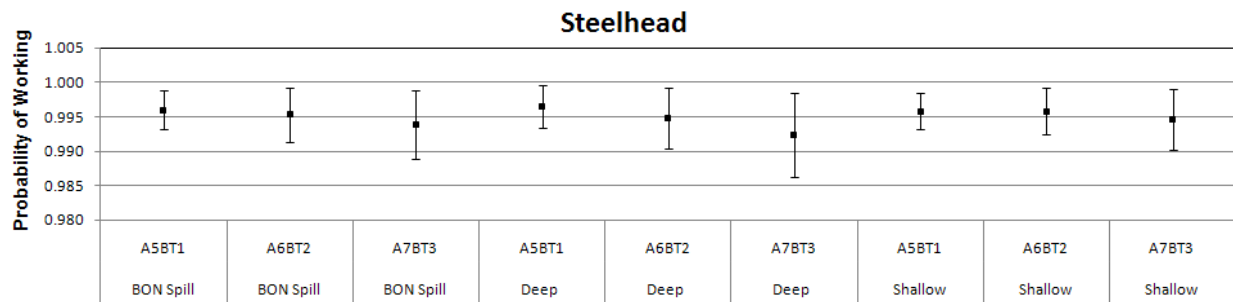 Steelhead
Probability of Working
1.005
1.000
0.995
0.990
0.985
0.980
A5BT1 A6BT2 A7BT3 A5BT1 A6BT2 A7BT3 A5BT1 A6BT2 A7BT3
BON Spill BON Spill BON Spill Deep Deep Deep Shallow Shallow Shallow